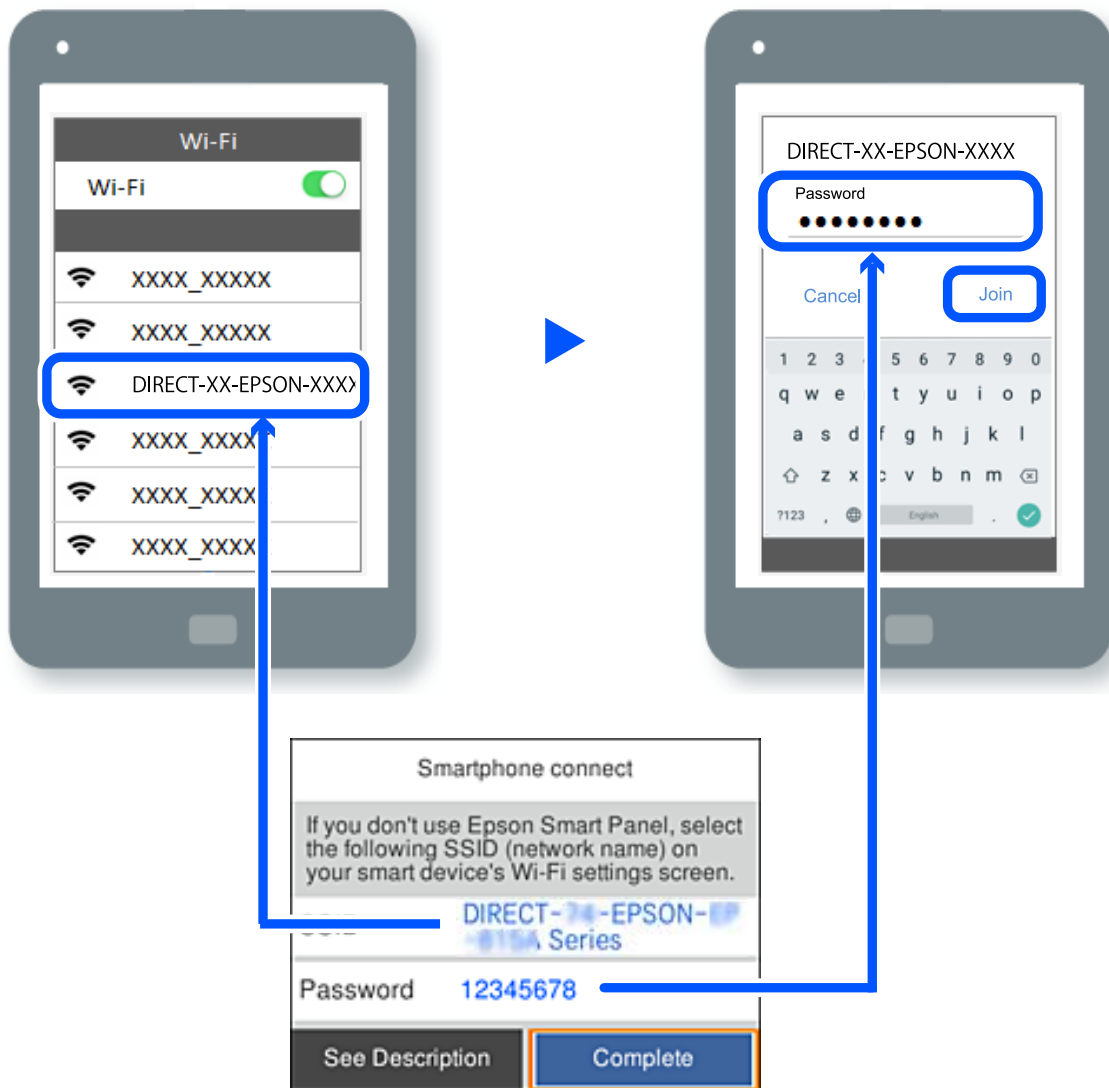 Wi-Fi
Wi-Fi
XXXX_XXXXX
XXXX_XXXXX
DIRECT-XX-EPSON-XXXX
XXXX_XXXX
XXXX_XXXX
XXXX_XXXX
DIRECT-XX-EPSON-XXXX
Password
Cancel
Join
1 2 3 5 6 7 8 9 0
q w e t y u i o p
a s d f g h j k l
z x c v b n m
?123 , English .
Smartphone connect
If you don't use Epson Smart Panel, select
the following SSID (network name) on
your smart device's Wi-Fi settings screen.
DIRECT- -EPSON-
Series
Password 12345678
See Description
Complete